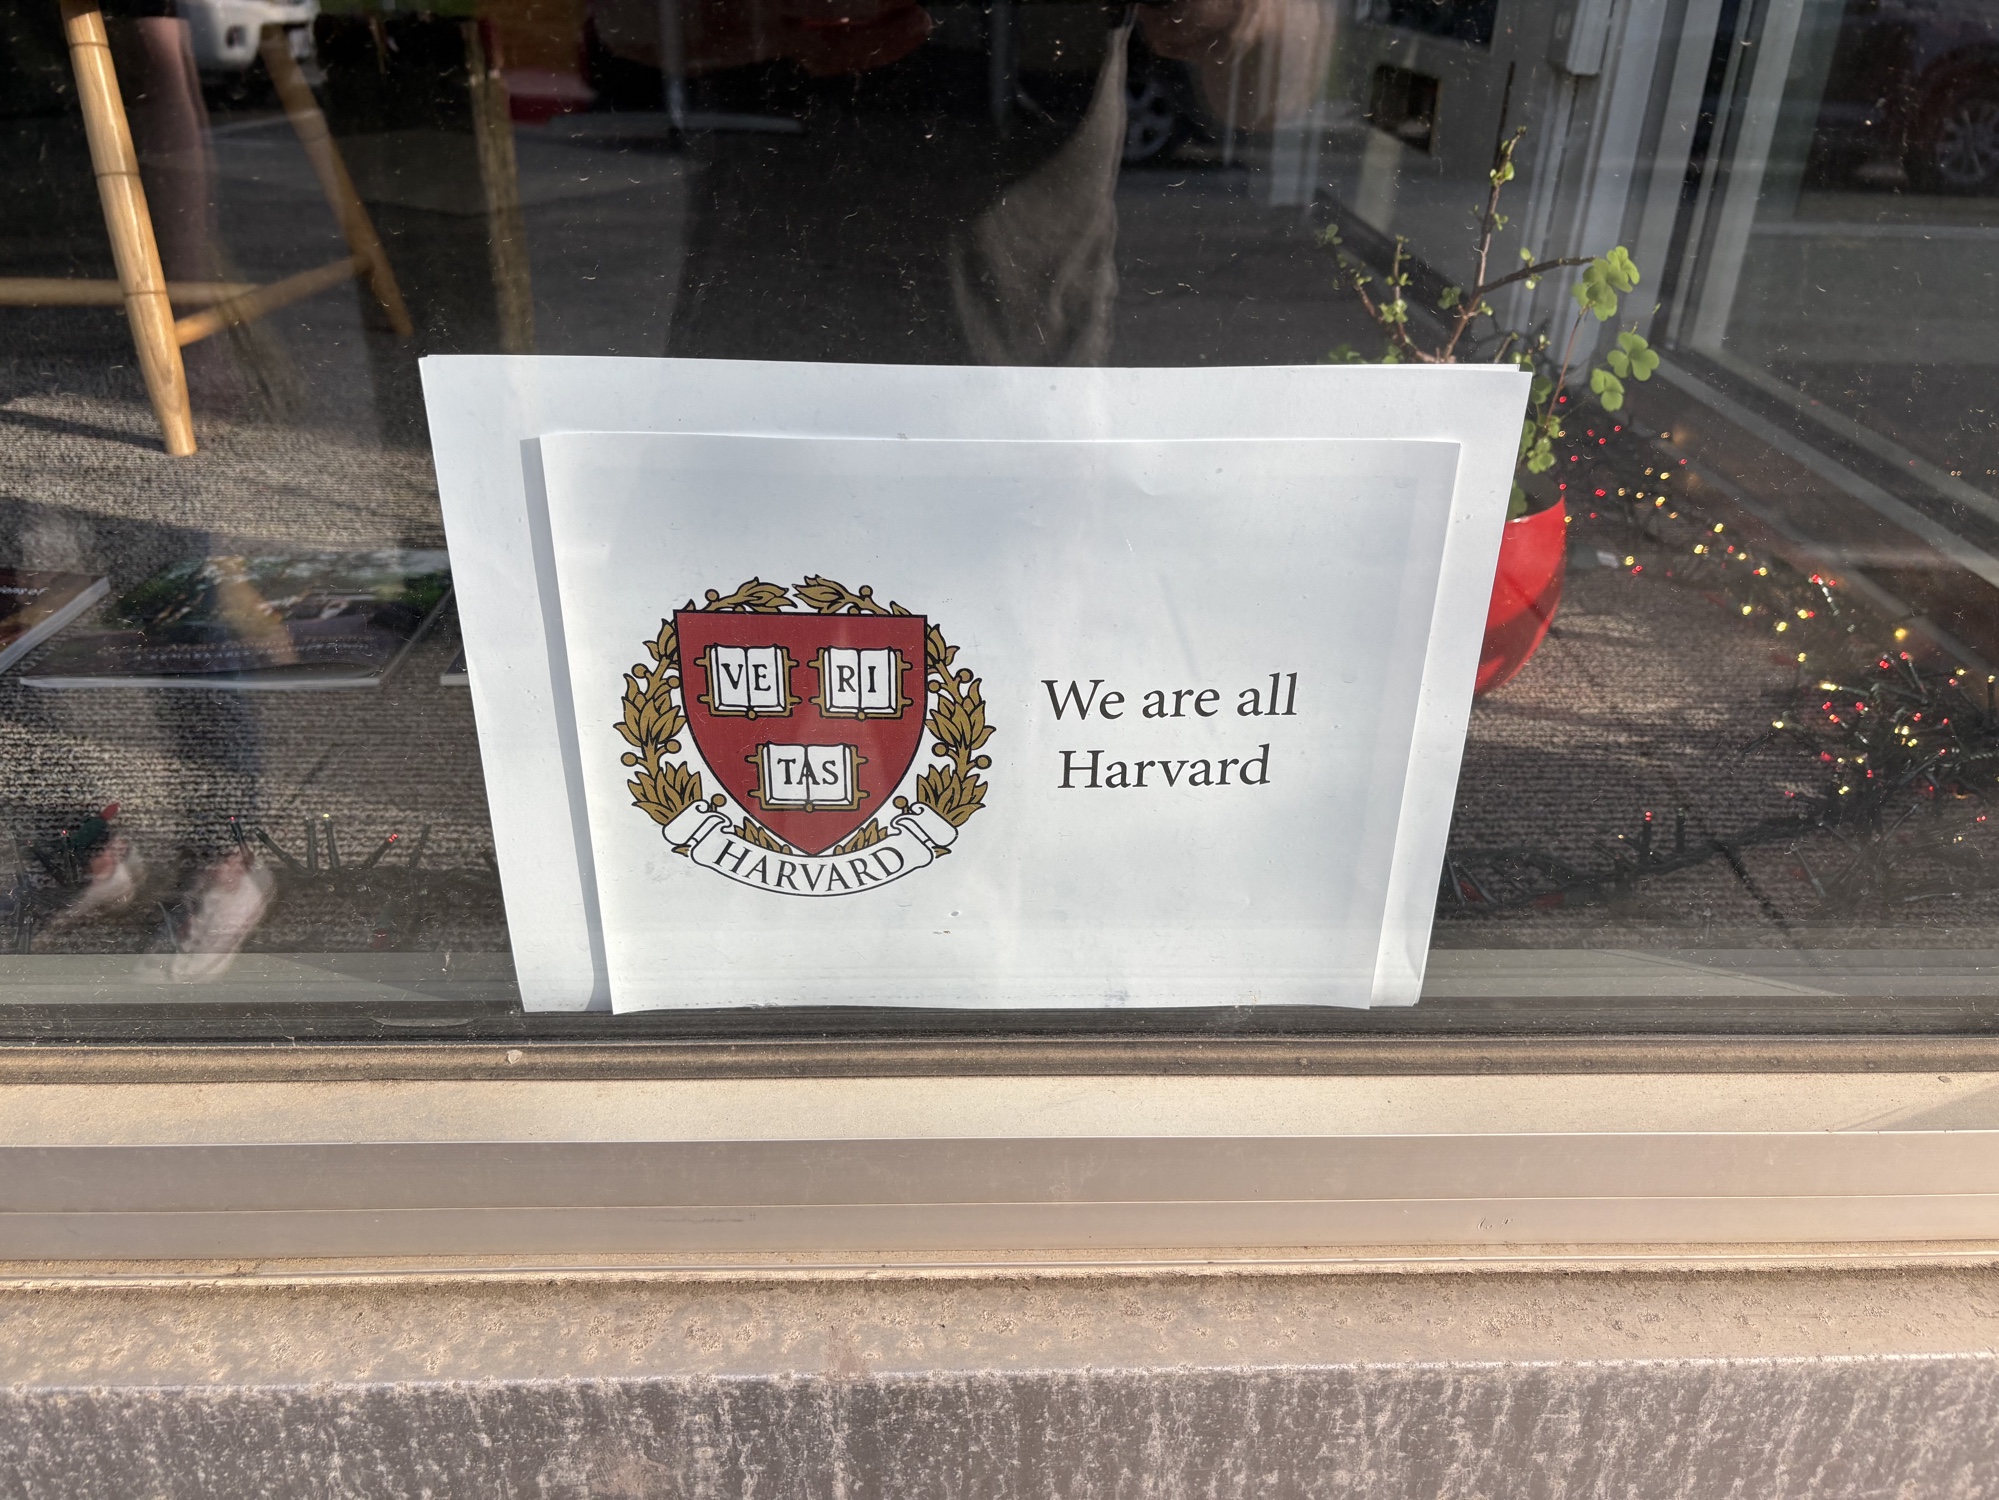 VE RI
TAS
HARVARD
We are all
Harvard